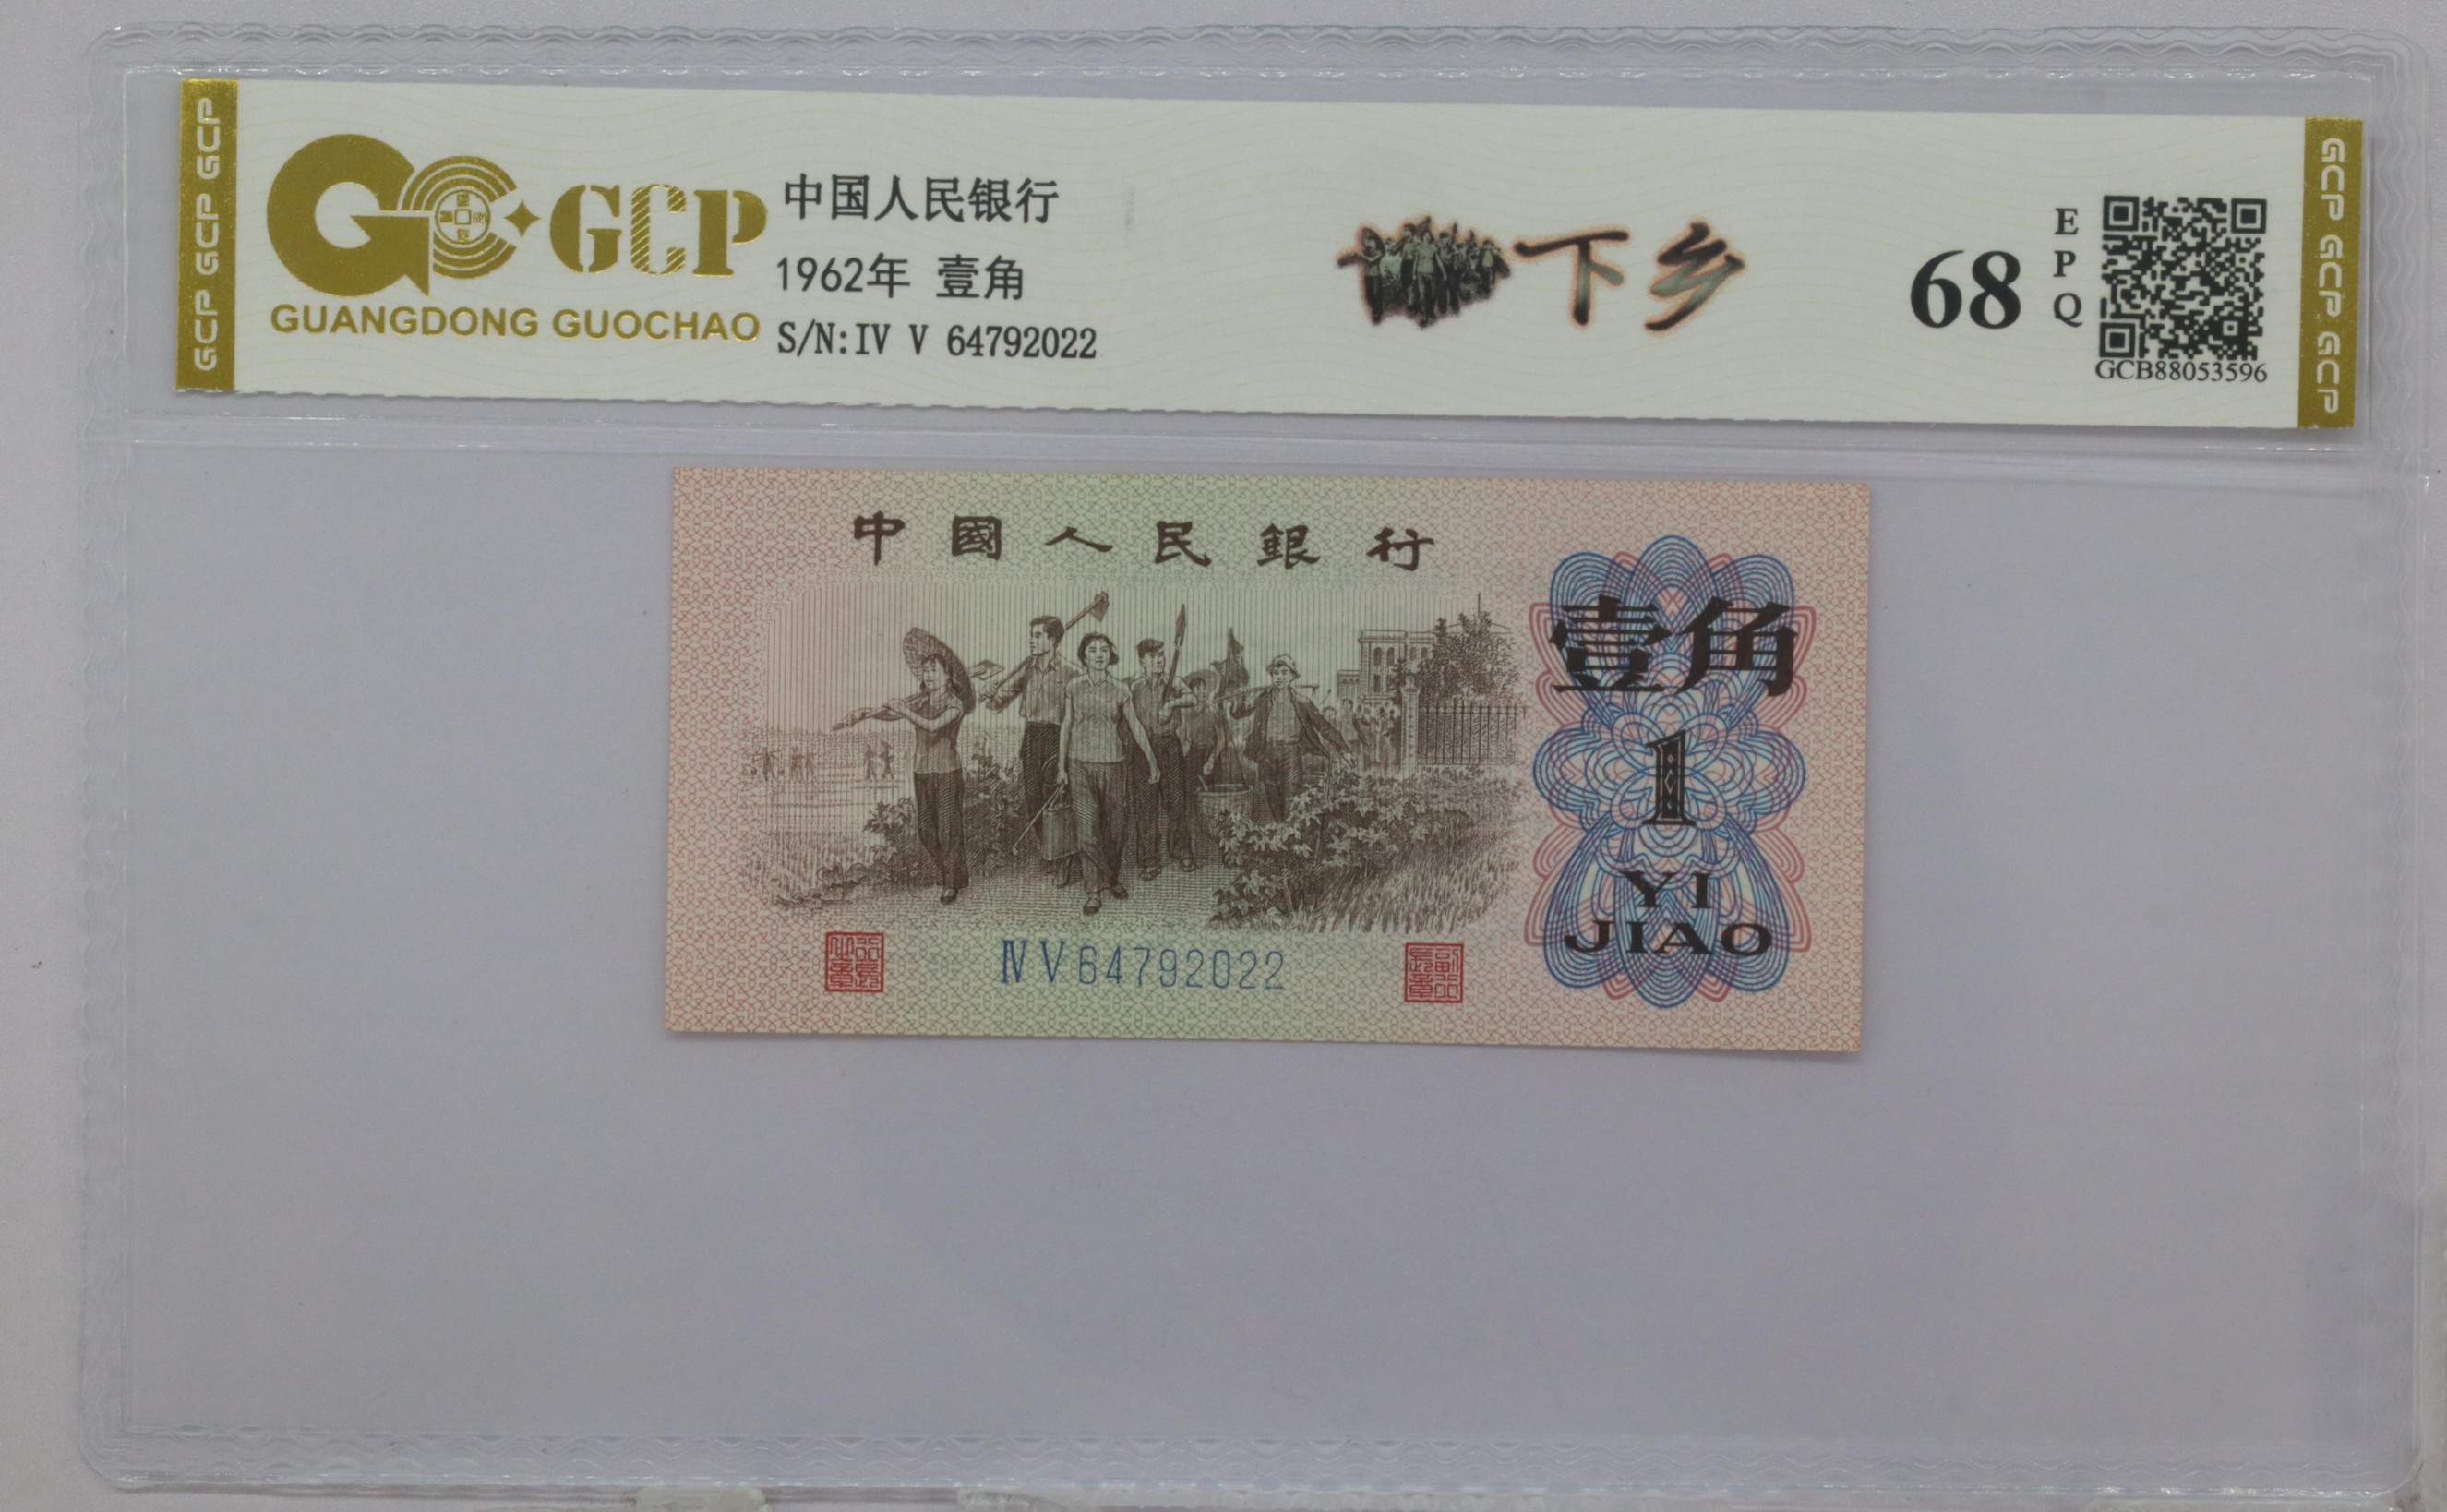 GCP GCP GCP
GCP
GUANGDONG GUOCHAO
中国人民银行
1962年 壹角
S/N:IV V 64792022
下乡
68
E
P
Q
GCB88053596
GCP GCP GCP
中國人民銀行
壹角
1
YI
JIAO
IV V 64792022